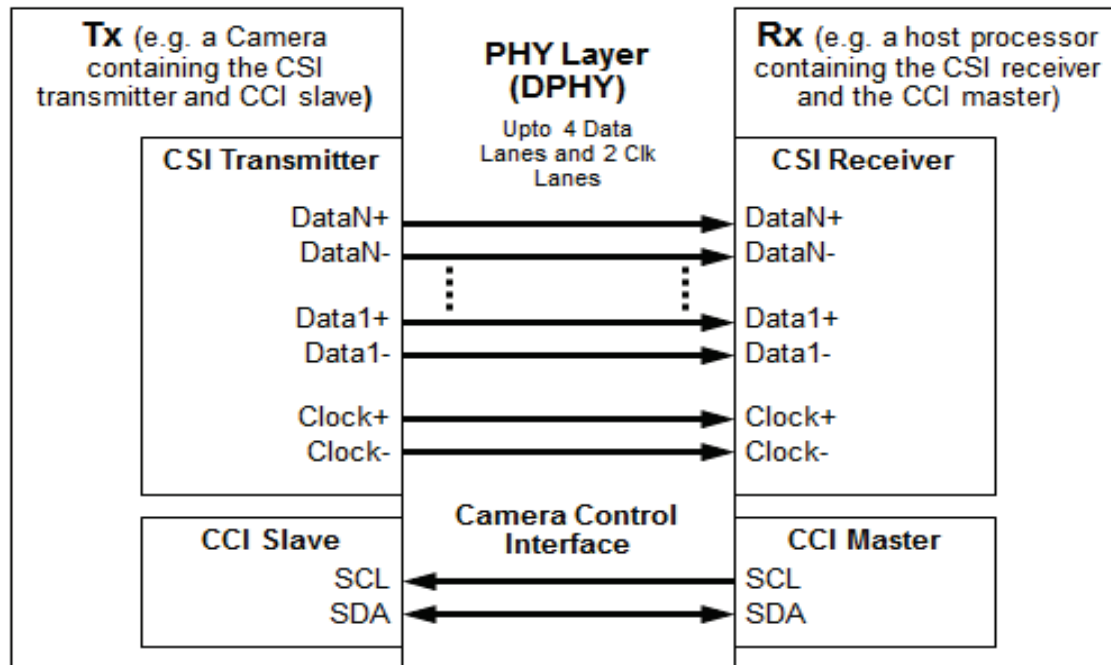 Tx (e.g. a Camera
containing the CSI
transmitter and CCI slave)
PHY Layer
(DPHY)
Upto 4 Data
Lanes and 2 Clk
Lanes
Rx (e.g. a host processor
containing the CSI receiver
and the CCI master)
CSI Transmitter
DataN+
DataN-
Data1+
Data1-
Clock+
Clock-
CSI Receiver
DataN+
DataN-
Data1+
Data1-
Clock+
Clock-
Camera Control
Interface
CCI Slave
SCL
SDA
CCI Master
SCL
SDA